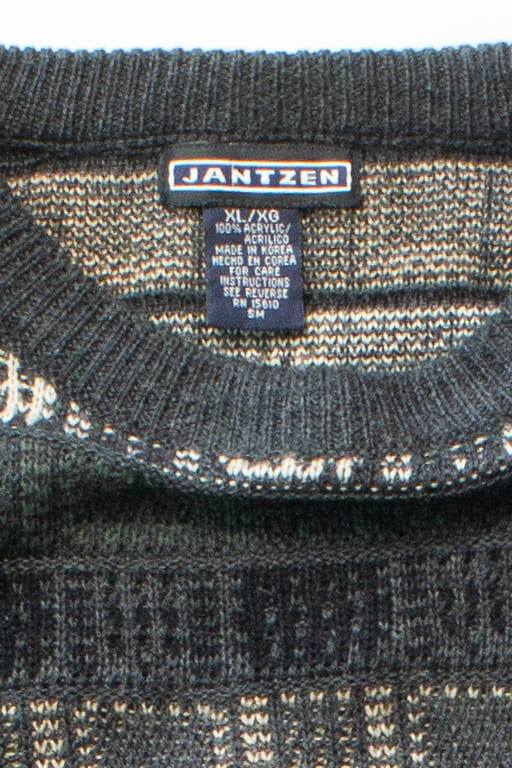 JANTZEN
XL/XG
100% ACRYLIC/
ACRILICO
MADE IN KOREA
HECHO EN COREA
FOR CARE
INSTRUCTIONS
SEE REVERSE
RN 15610
SM